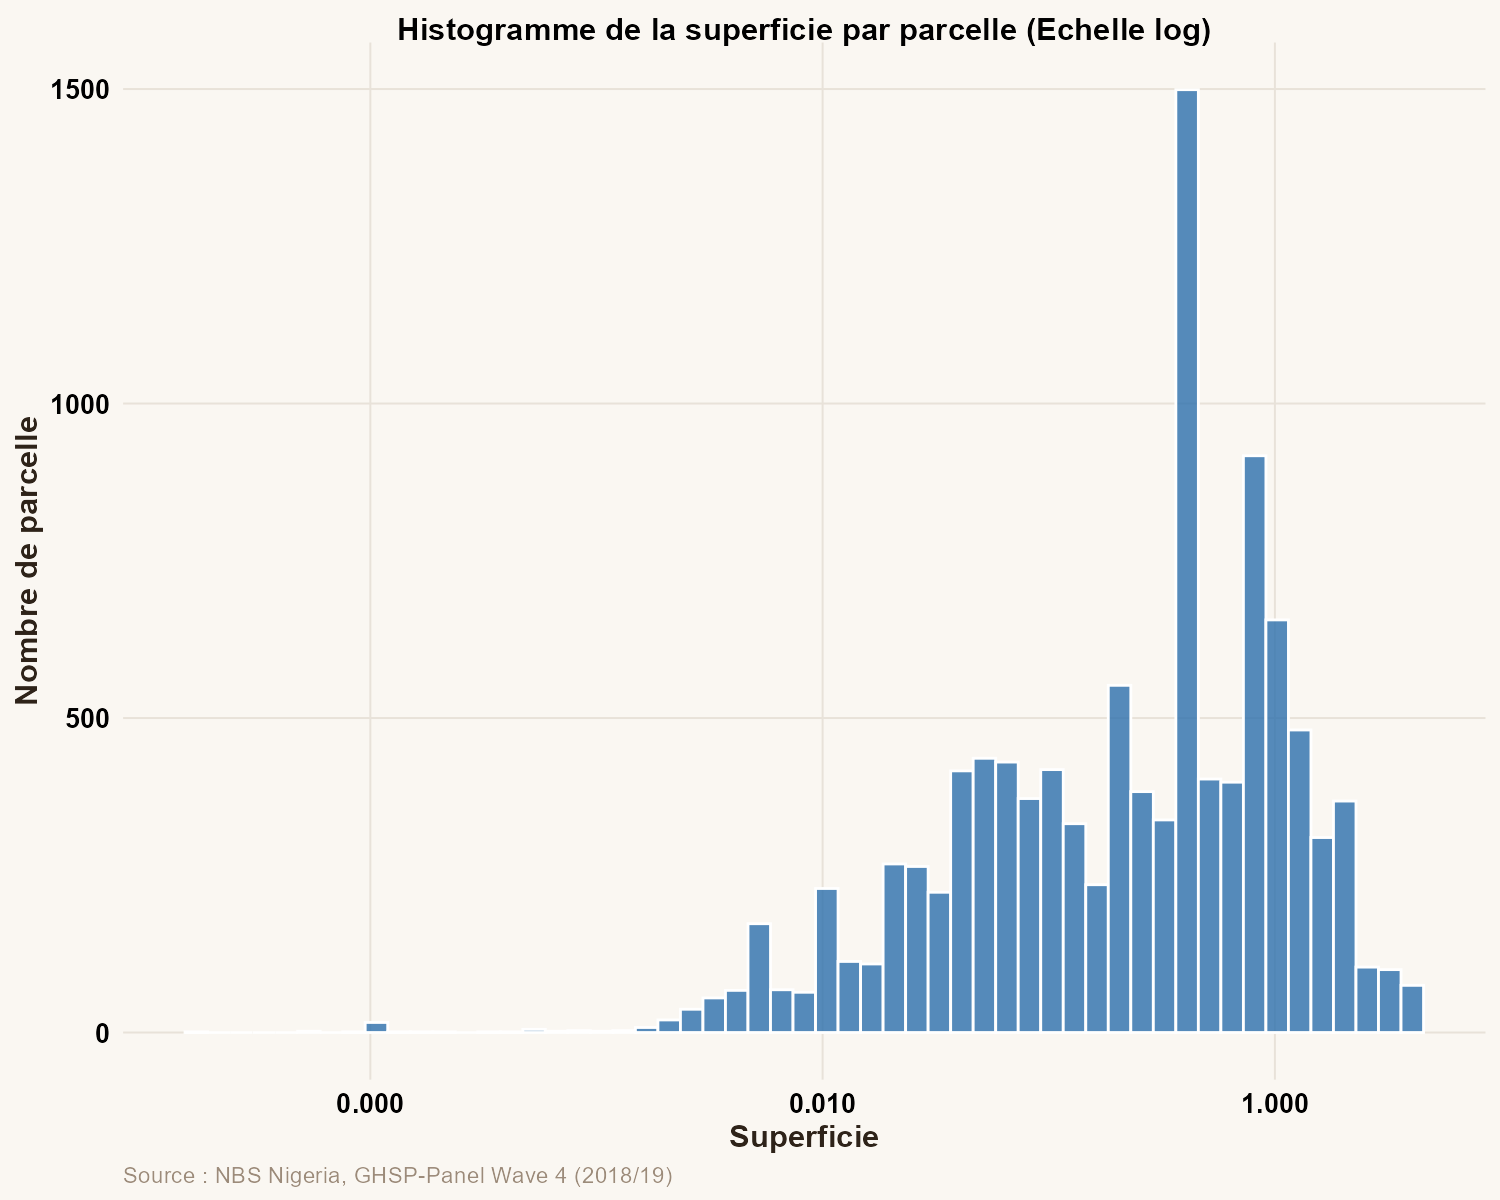 Histogramme de la superficie par parcelle (Echelle log)
1500
1000
500
0
Nombre de parcelle
0.000
0.010
1.000
Superficie
Source : NBS Nigeria, GHSP-Panel Wave 4 (2018/19)